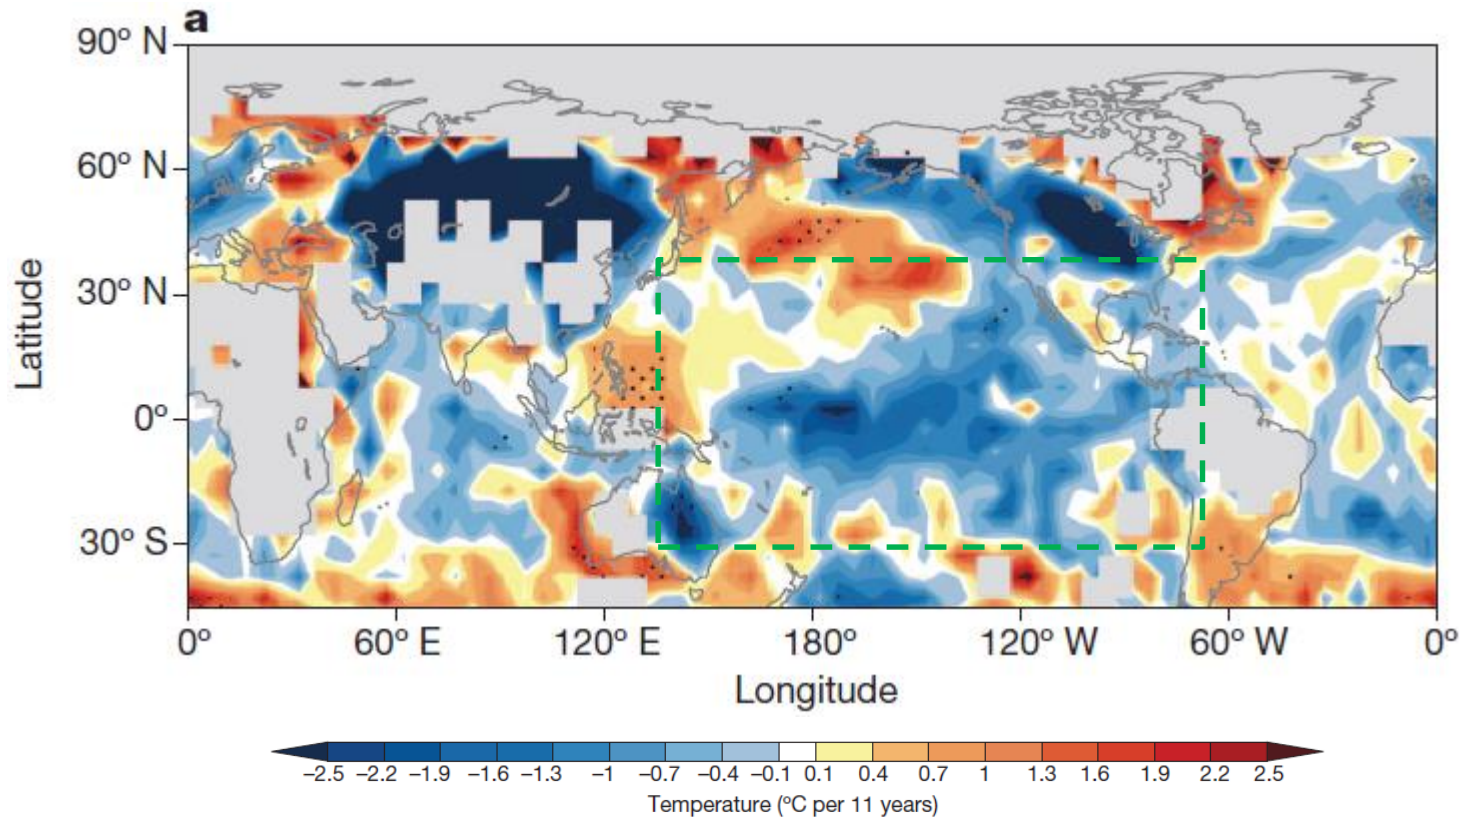 a
90° N
60° N
30° N
0°
30° S
Latitude
0° 60° E 120° E 180° 120° W 60° W 0°
Longitude
−2.5 −2.2 −1.9 −1.6 −1.3 −1 −0.7 −0.4 −0.1 0.1 0.4 0.7 1 1.3 1.6 1.9 2.2 2.5
Temperature (°C per 11 years)